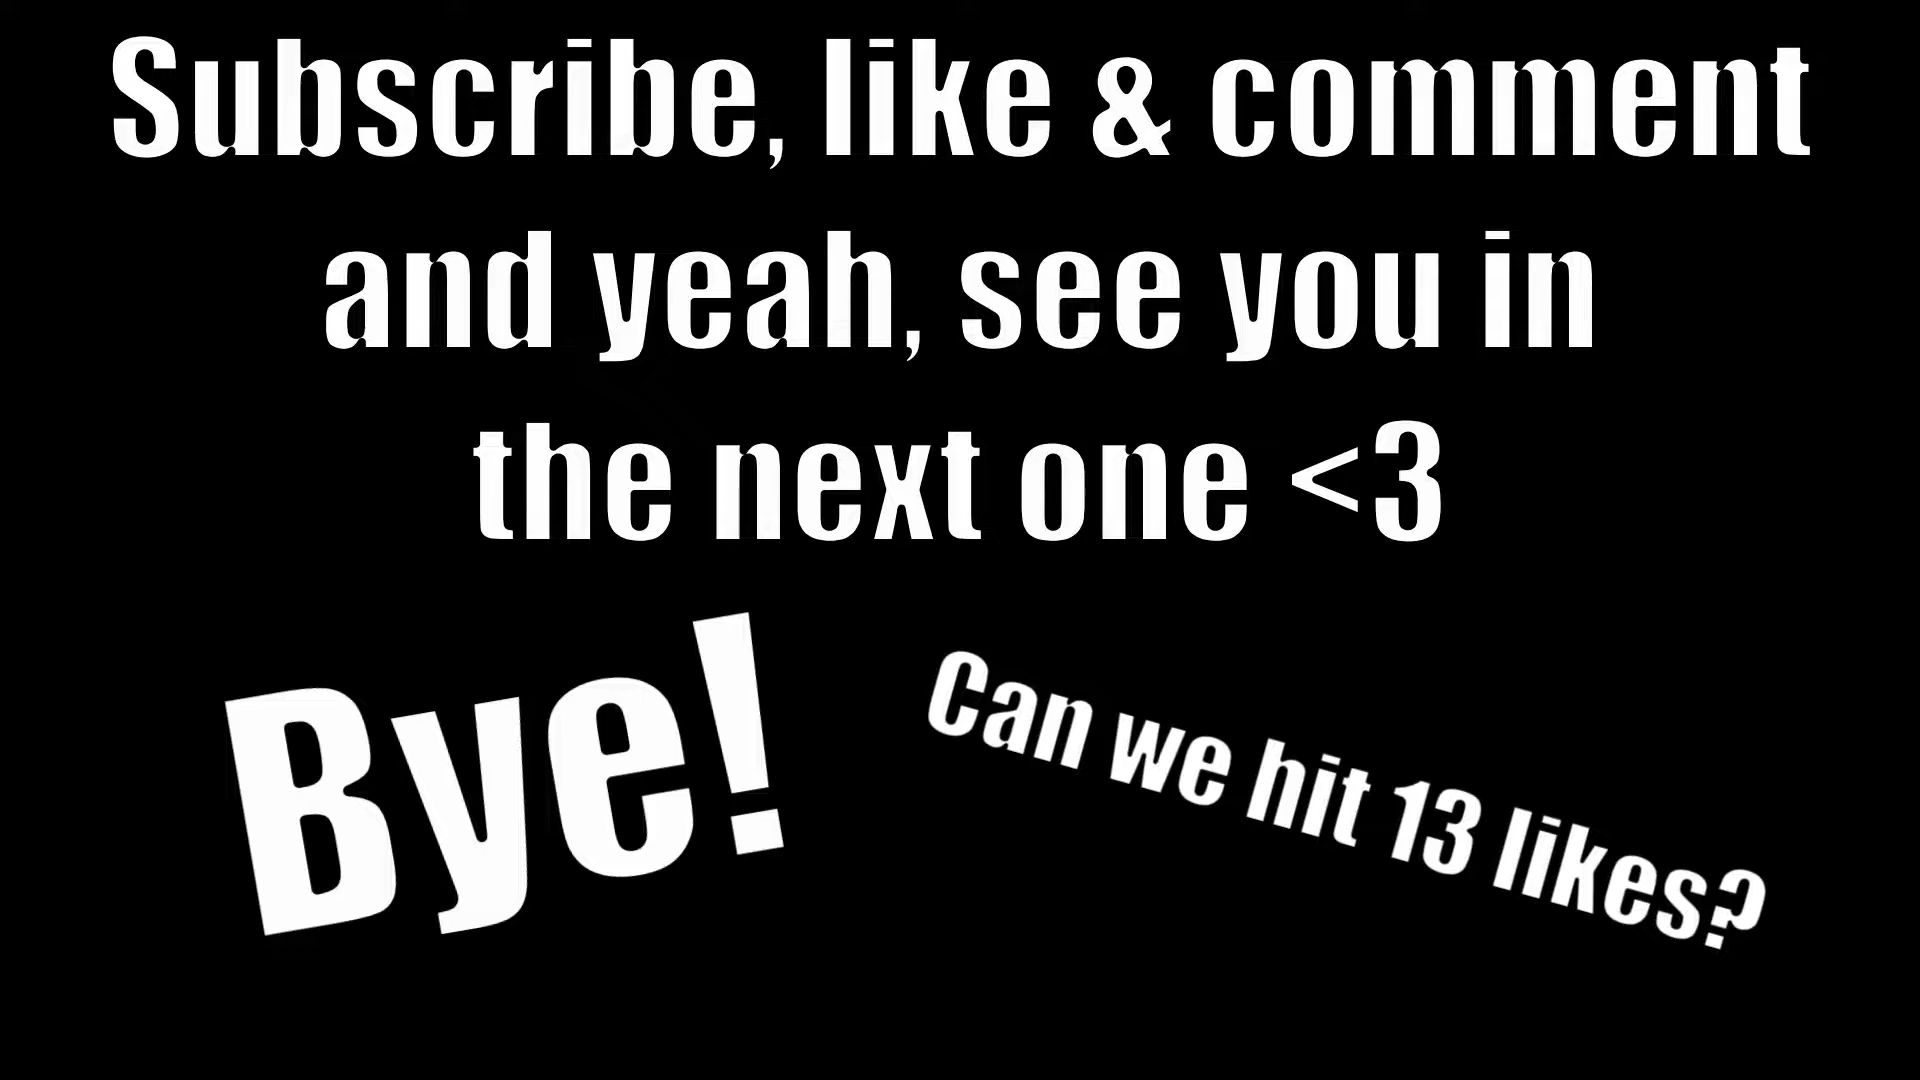 Subscribe, like & comment
and yeah, see you in
the next one <3
Bye!
Can we hit 13 likes?